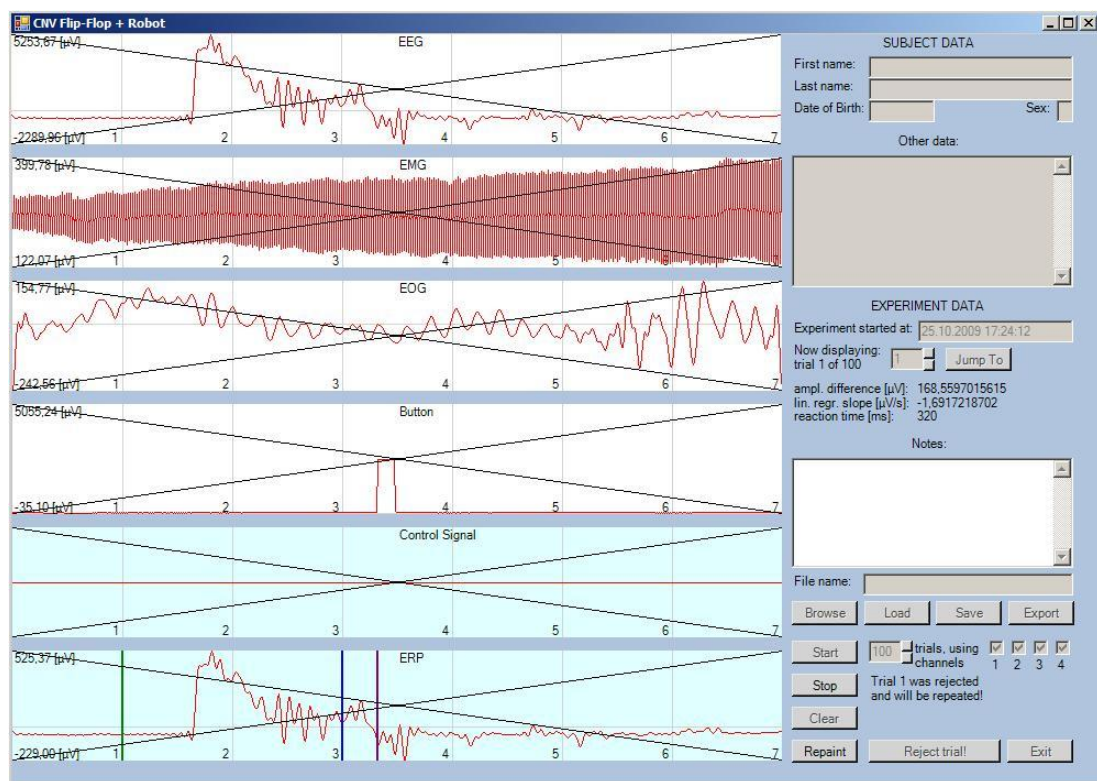 CNV Flip-Flop + Robot
5253,67 [µV]
EEG
-2289,96 [µV]
1 2 3 4 5 6 7
399,78 [µV]
EMG
122,07 [µV]
1 2 3 4 5 6 7
154,77 [µV]
EOG
-242,56 [µV]
1 2 3 4 5 6 7
5055,24 [µV]
Button
-35,10 [µV]
1 2 3 4 5 6 7
Control Signal
1 2 3 4 5 6 7
525,37 [µV]
ERP
-229,00 [µV]
1 2 3 4 5 6 7
SUBJECT DATA
First name:
Last name:
Date of Birth: Sex:
Other data:
EXPERIMENT DATA
Experiment started at: 25.10.2009 17:24:12
Now displaying:
trial 1 of 100 1 Jump To
ampl. difference [µV]: 168,5597015615
lin. regr. slope [µV/s]: -1,6917218702
reaction time [ms]: 320
Notes:
File name:
Browse Load Save Export
Start 100 trials, using
channels 1 2 3 4
Stop Trial 1 was rejected
and will be repeated!
Clear
Repaint Reject trial! Exit